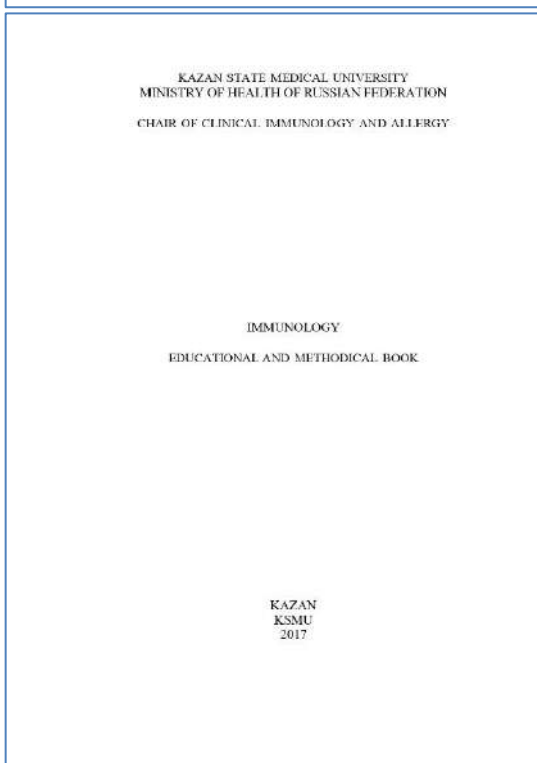 KAZAN STATE MEDICAL UNIVERSITY
MINISTRY OF HEALTH OF RUSSIAN FEDERATION
CHAIR OF CLINICAL IMMUNOLOGY AND ALLERGY
IMMUNOLOGY
EDUCATIONAL AND METHODICAL BOOK
KAZAN
KSMU
2017